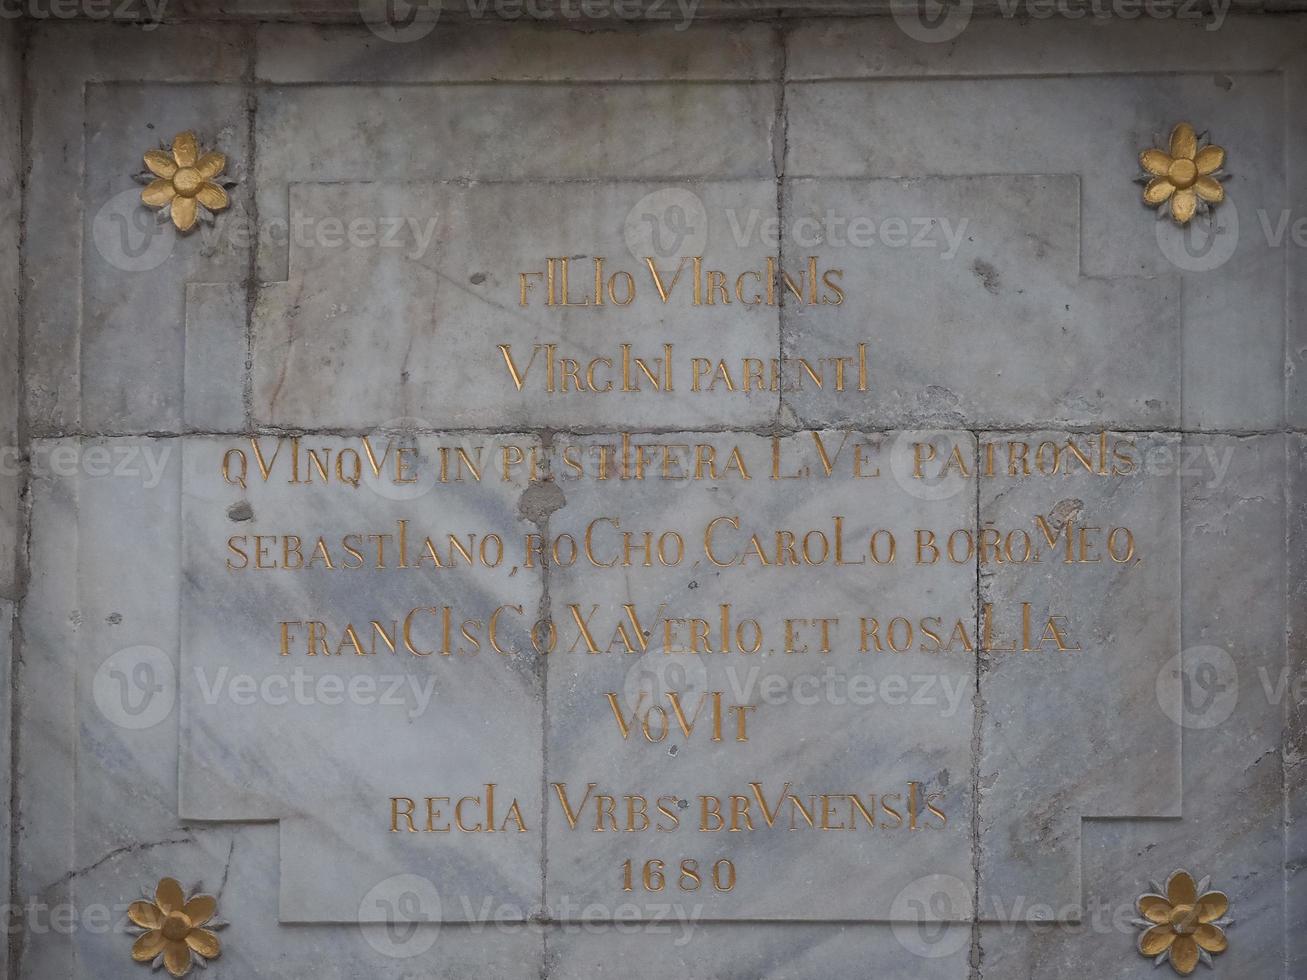 FILIO VIRGINIS
VIRGINI PARENTI
QVINQVE IN PESTIFERA LVE PATRONIS
SEBASTIANO, ROCHO, CAROLO BOROMEO,
FRANCISCO XAVERIO, ET ROSALIÆ
VOVIT
REGIA VRBS BRVNENSIS
1680
Vecteezy